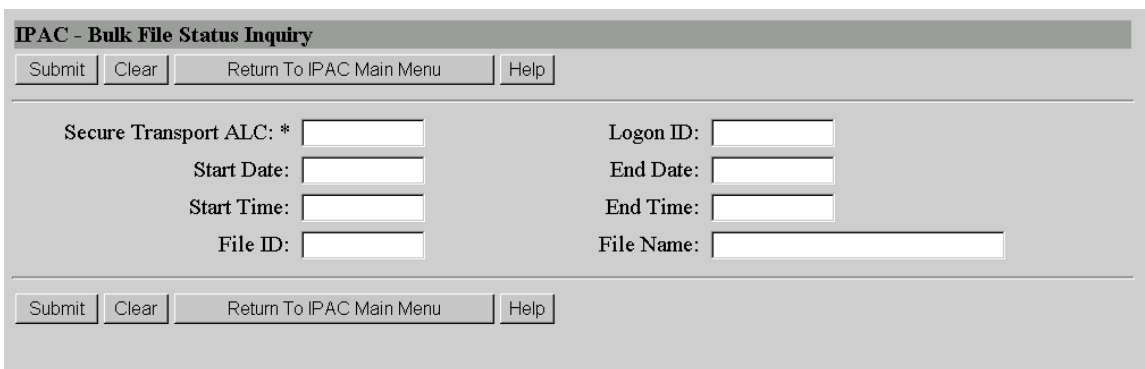 IPAC - Bulk File Status Inquiry
Submit Clear Return To IPAC Main Menu Help
Secure Transport ALC: * Logon ID:
Start Date: End Date:
Start Time: End Time:
File ID: File Name:
Submit Clear Return To IPAC Main Menu Help